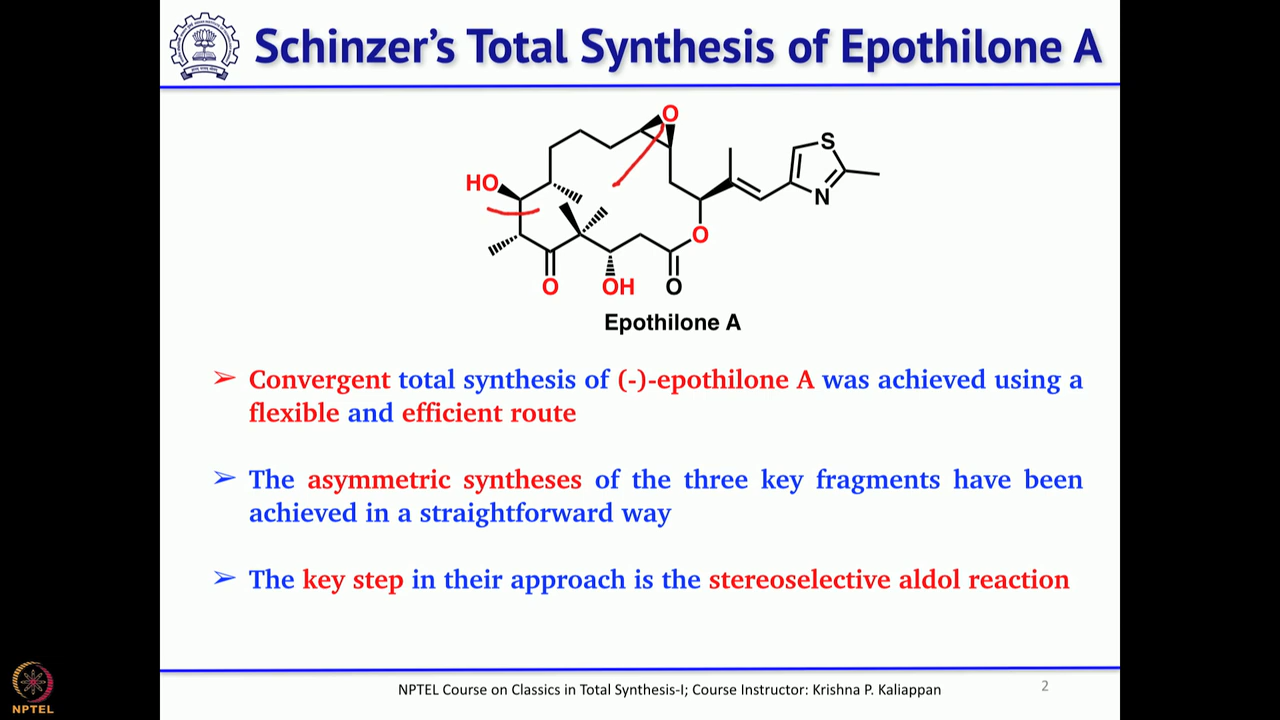 Schinzer's Total Synthesis of Epothilone A
O
S
N
HO
O
O
OH
O
Epothilone A
➢ Convergent total synthesis of (-)-epothilone A was achieved using a
flexible and efficient route
➢ The asymmetric syntheses of the three key fragments have been
achieved in a straightforward way
➢ The key step in their approach is the stereoselective aldol reaction
NPTEL Course on Classics in Total Synthesis-I; Course Instructor: Krishna P. Kaliappan
2
NPTEL